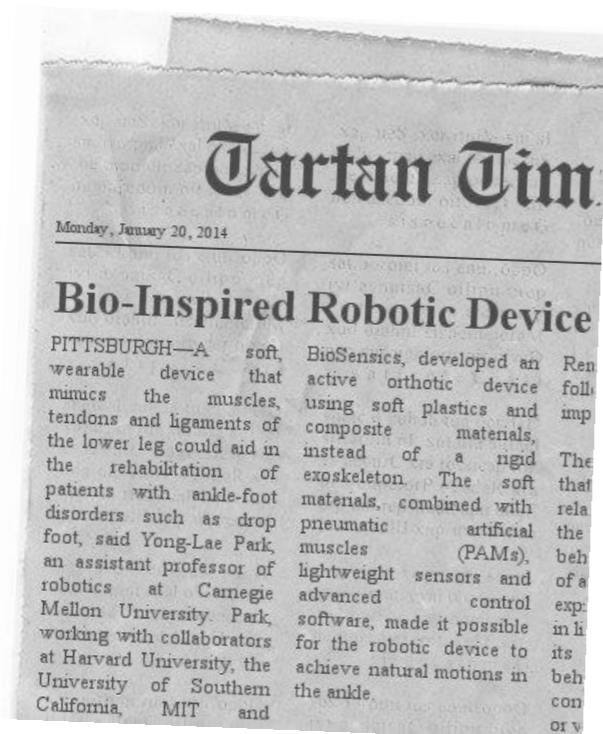 Tartan Tim
Monday, January 20, 2014
Bio-Inspired Robotic Device
PITTSBURGH—A soft,
wearable device that
mimics the muscles,
tendons and ligaments of
the lower leg could aid in
the rehabilitation of
patients with ankle-foot
disorders such as drop
foot, said Yong-Lae Park,
an assistant professor of
robotics at Carnegie
Mellon University. Park,
working with collaborators
at Harvard University, the
University of Southern
California, MIT and
BioSensics, developed an
active orthotic device
using soft plastics and
composite materials,
instead of a rigid
exoskeleton. The soft
materials, combined with
pneumatic artificial
muscles (PAMs),
lightweight sensors and
advanced control
software, made it possible
for the robotic device to
achieve natural motions in
the ankle.
Ren
foll
imp
The
that
rela
the
beh
of a
exp
in li
its
beh
con
or v